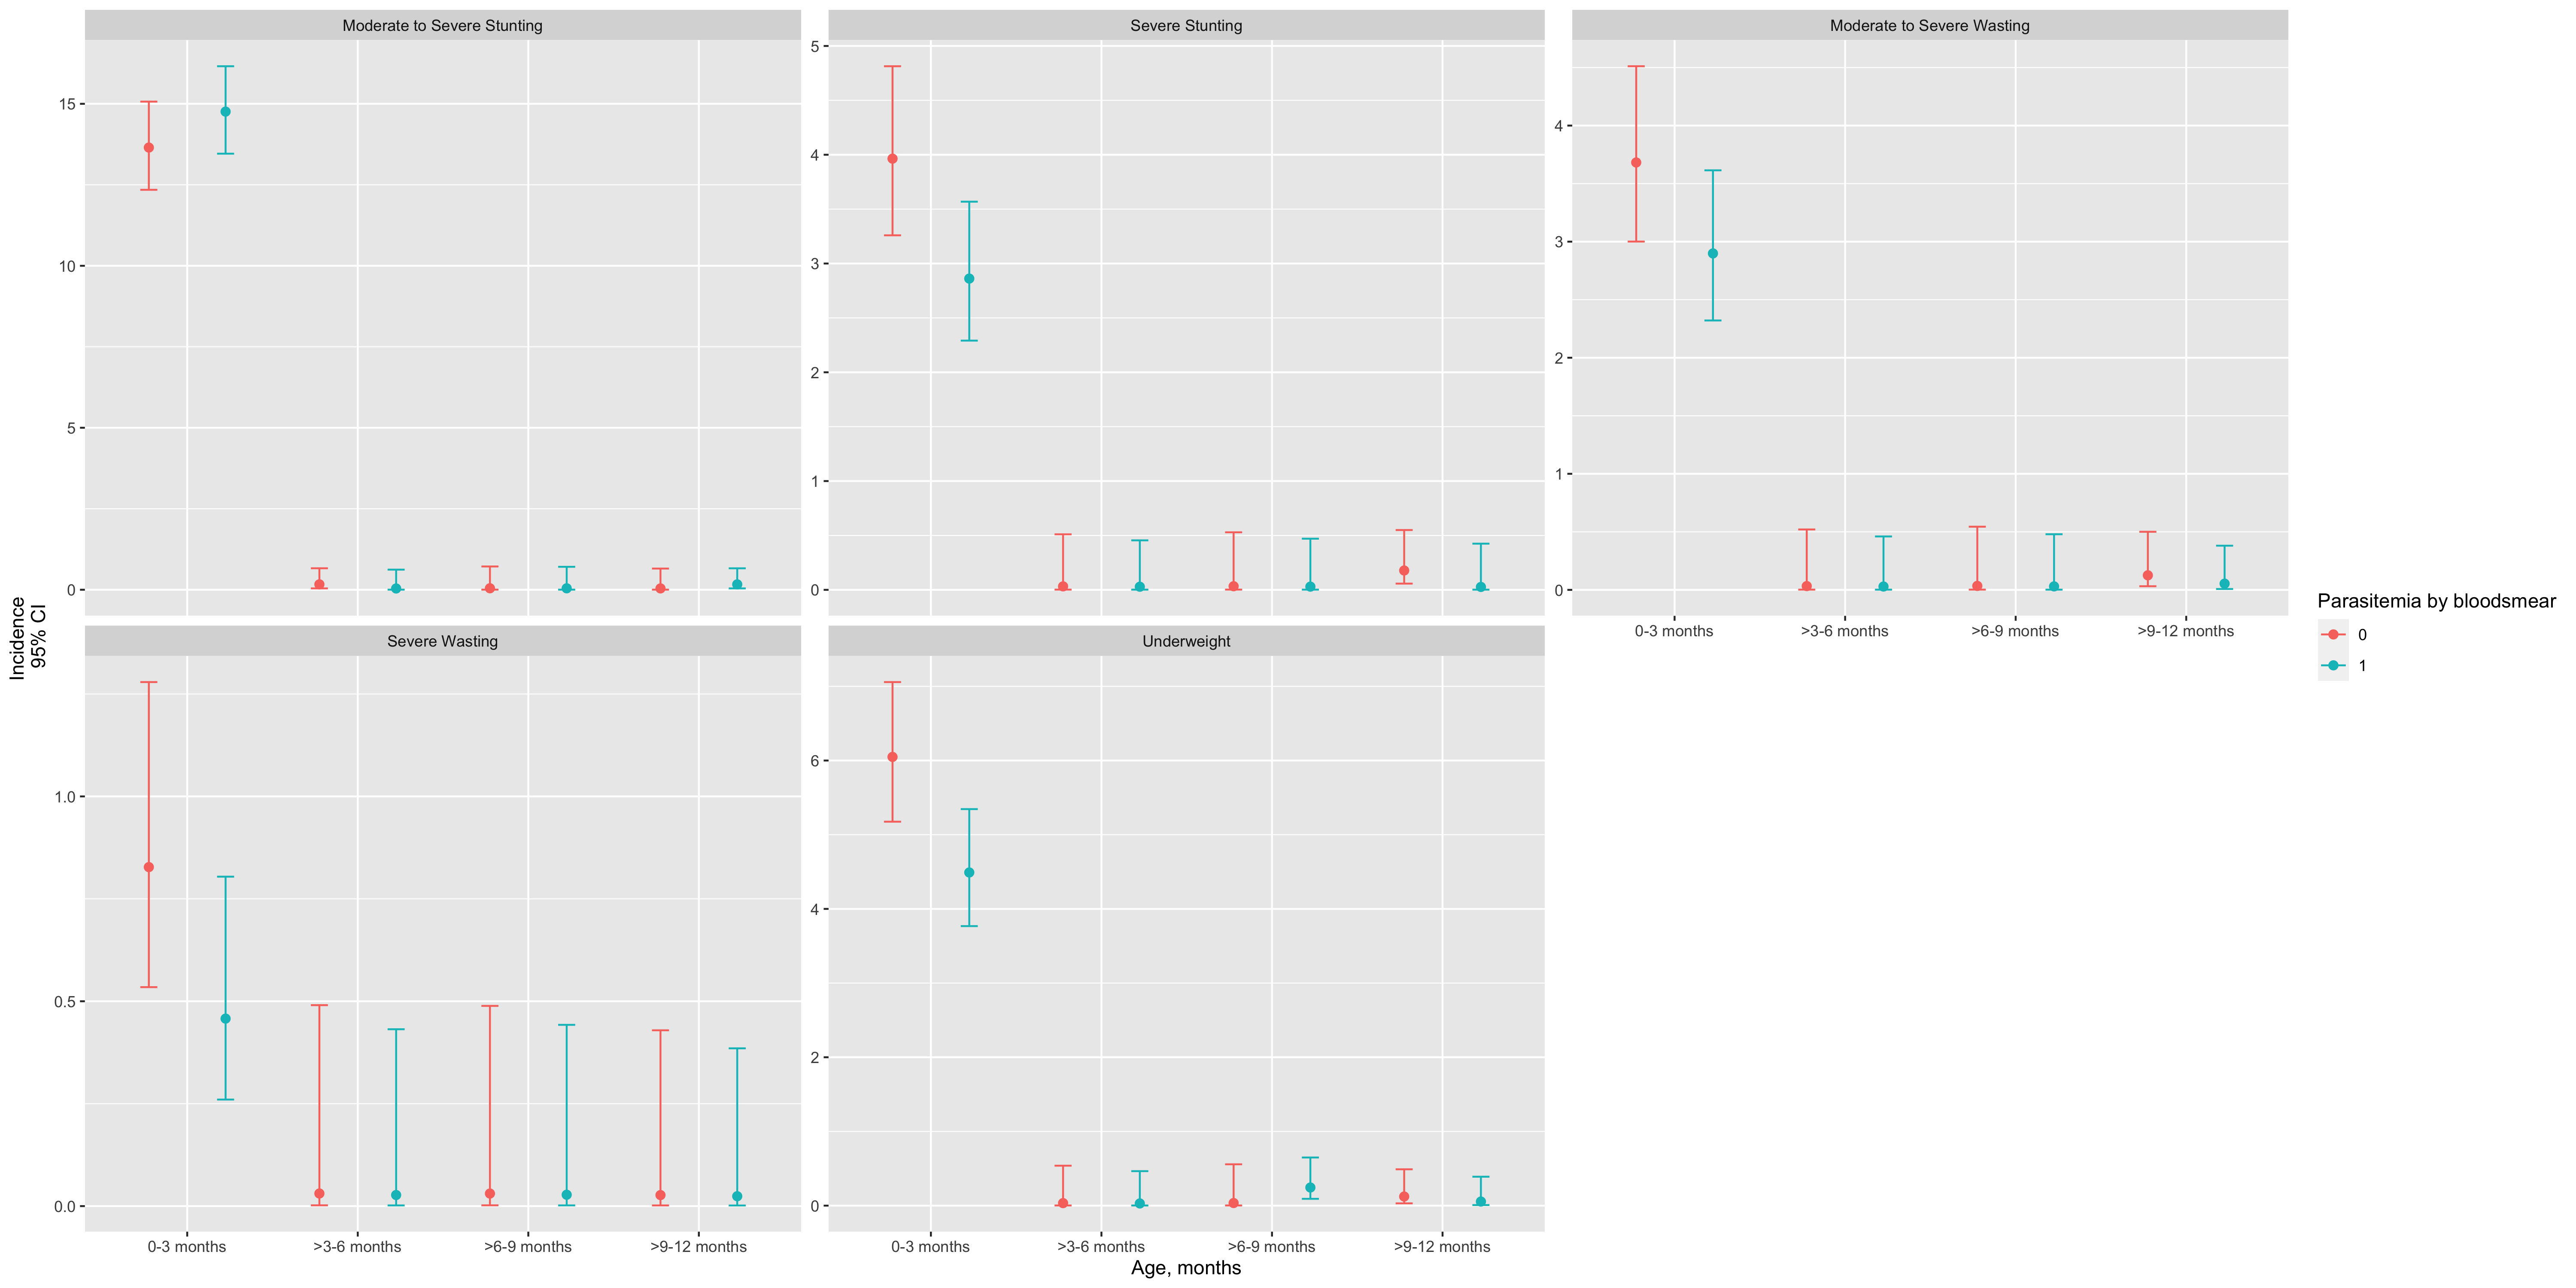 Moderate to Severe Stunting
Severe Stunting
Moderate to Severe Wasting
15
10
5
0
5
4
3
2
1
0
4
3
2
1
0
0-3 months
>3-6 months
>6-9 months
>9-12 months
Incidence
95% CI
Severe Wasting
Underweight
1.0
0.5
0.0
6
4
2
0
0-3 months
>3-6 months
>6-9 months
>9-12 months
0-3 months
>3-6 months
>6-9 months
>9-12 months
Age, months
Parasitemia by bloodsmear
0
1